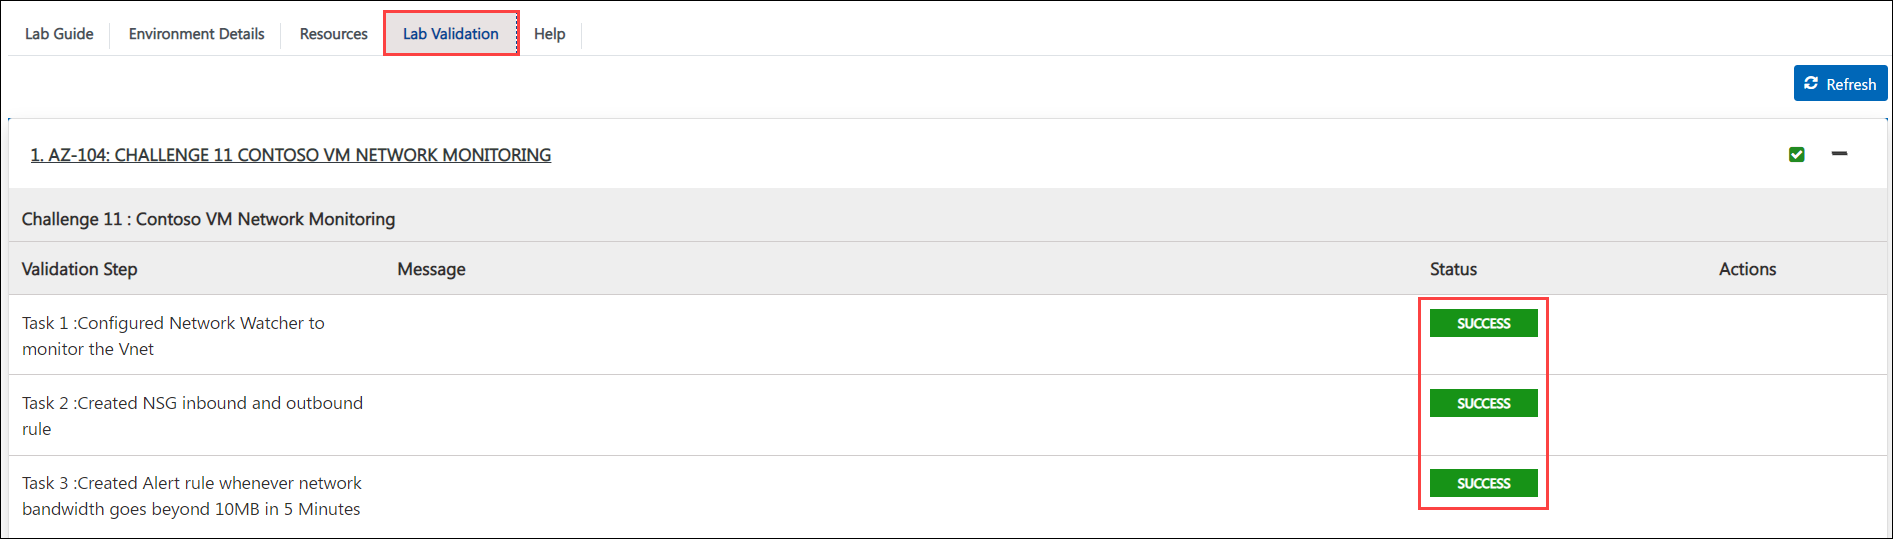 Lab Guide
Environment Details
Resources
Lab Validation
Help
Refresh
1. AZ-104: CHALLENGE 11 CONTOSO VM NETWORK MONITORING
Challenge 11 : Contoso VM Network Monitoring
Validation Step
Message
Status
Actions
Task 1 :Configured Network Watcher to
monitor the Vnet
SUCCESS
Task 2 :Created NSG inbound and outbound
rule
SUCCESS
Task 3 :Created Alert rule whenever network
bandwidth goes beyond 10MB in 5 Minutes
SUCCESS